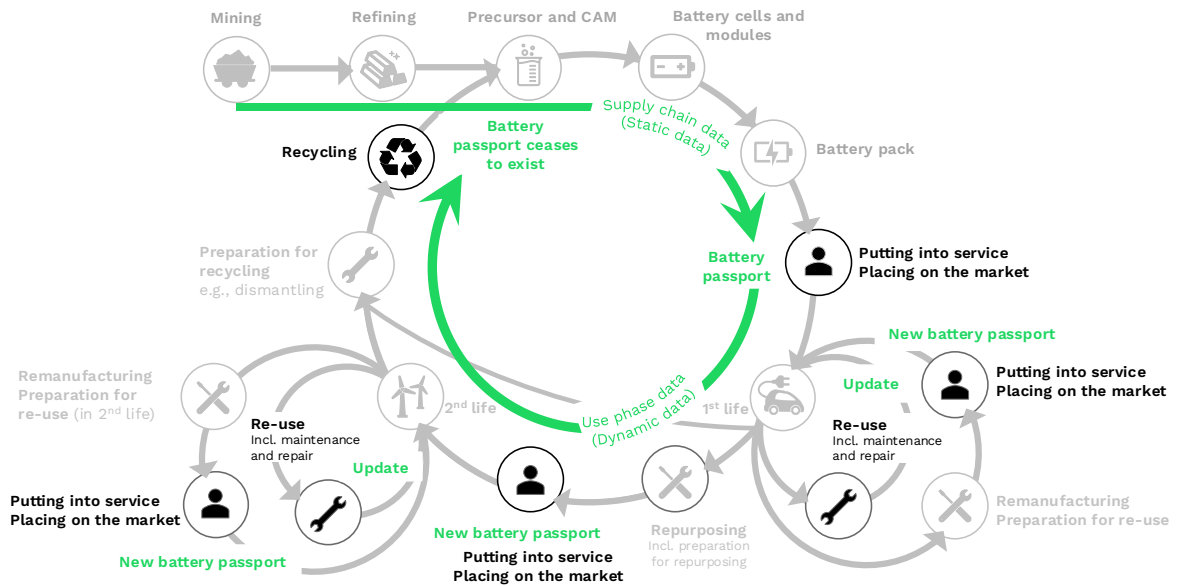 Mining
Refining
Precursor and CAM
Battery cells and
modules
Supply chain data
(Static data)
Battery
passport ceases
to exist
Recycling
Battery pack
Preparation for
recycling
e.g., dismantling
Battery
passport
Putting into service
Placing on the market
New battery passport
Remanufacturing
Preparation for
re-use (in 2nd life)
2nd life
Use phase data
(Dynamic data)
1st life
Update
Putting into service
Placing on the market
Re-use
Incl. maintenance
and repair
Update
Re-use
Incl. maintenance
and repair
Putting into service
Placing on the market
New battery passport
New battery passport
Putting into service
Placing on the market
Repurposing
Incl. preparation
for repurposing
Remanufacturing
Preparation for re-use